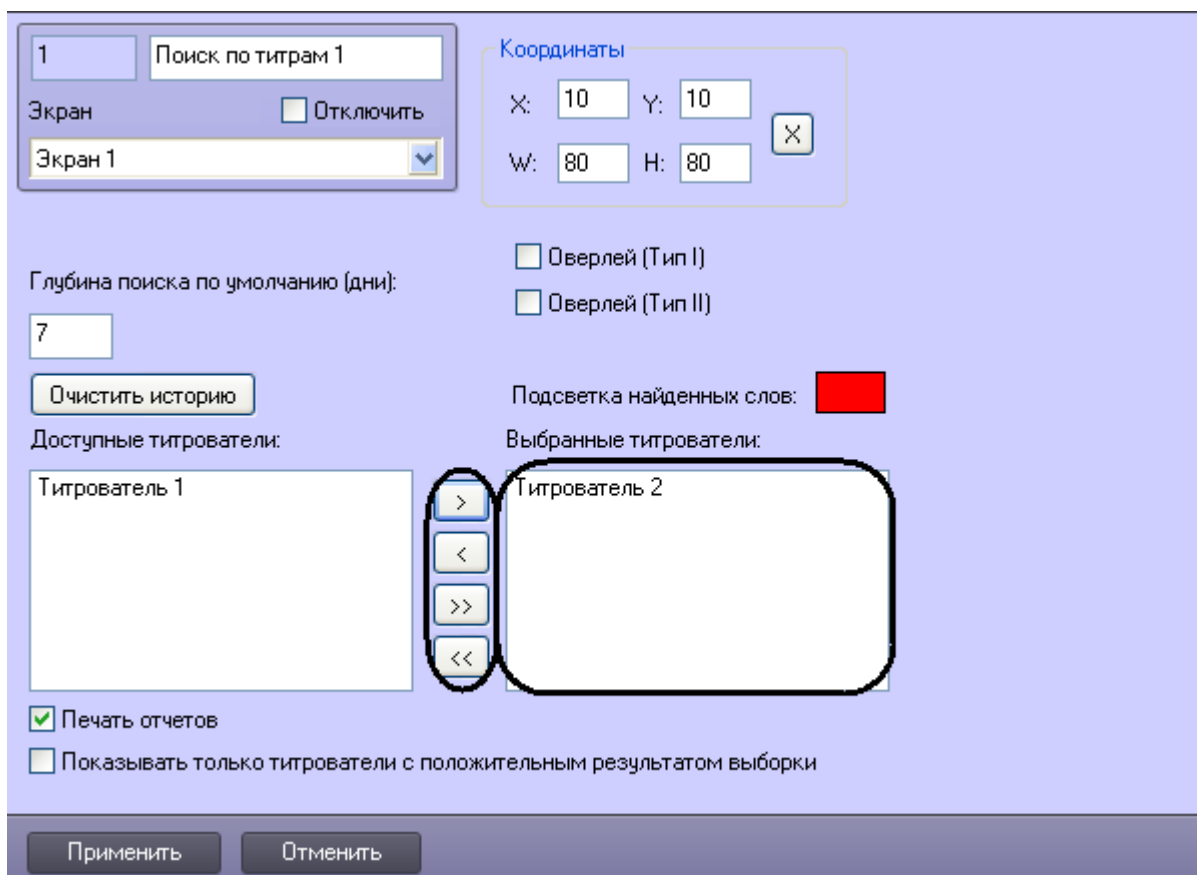 1
Поиск по титрам 1
Экран
Отключить
Экран 1
Координаты
X: 10 Y: 10
W: 80 H: 80
X
Оверлей (Тип I)
Оверлей (Тип II)
Глубина поиска по умолчанию (дни):
7
Очистить историю
Подсветка найденных слов:
Доступные титрователи:
Выбранные титрователи:
Титрователь 1
Титрователь 2
>
<
>>
<<
Печать отчетов
Показывать только титрователи с положительным результатом выборки
Применить
Отменить